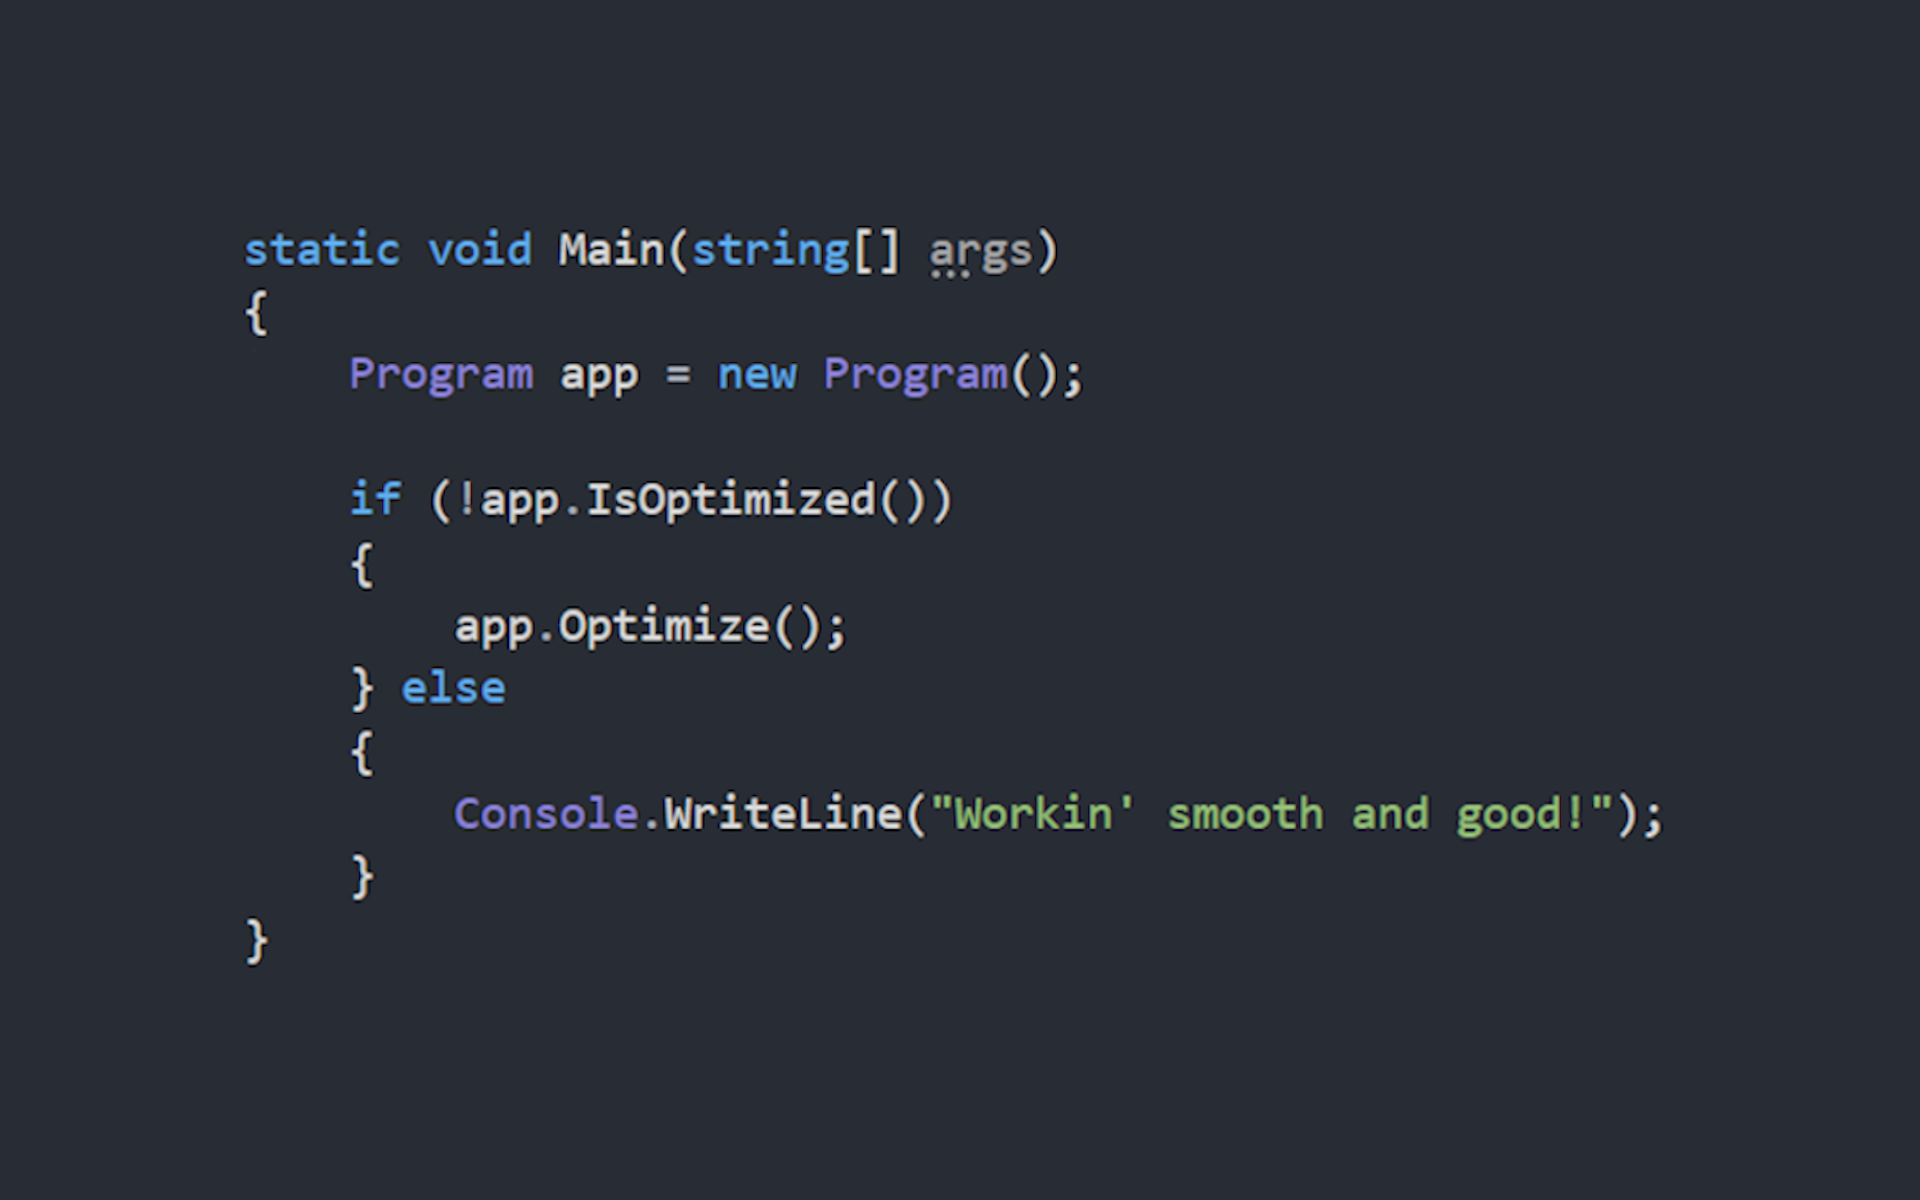 static void Main(string[] args)
{
    Program app = new Program();

    if (!app.IsOptimized())
    {
        app.Optimize();
    } else
    {
        Console.WriteLine("Workin' smooth and good!");
    }
}